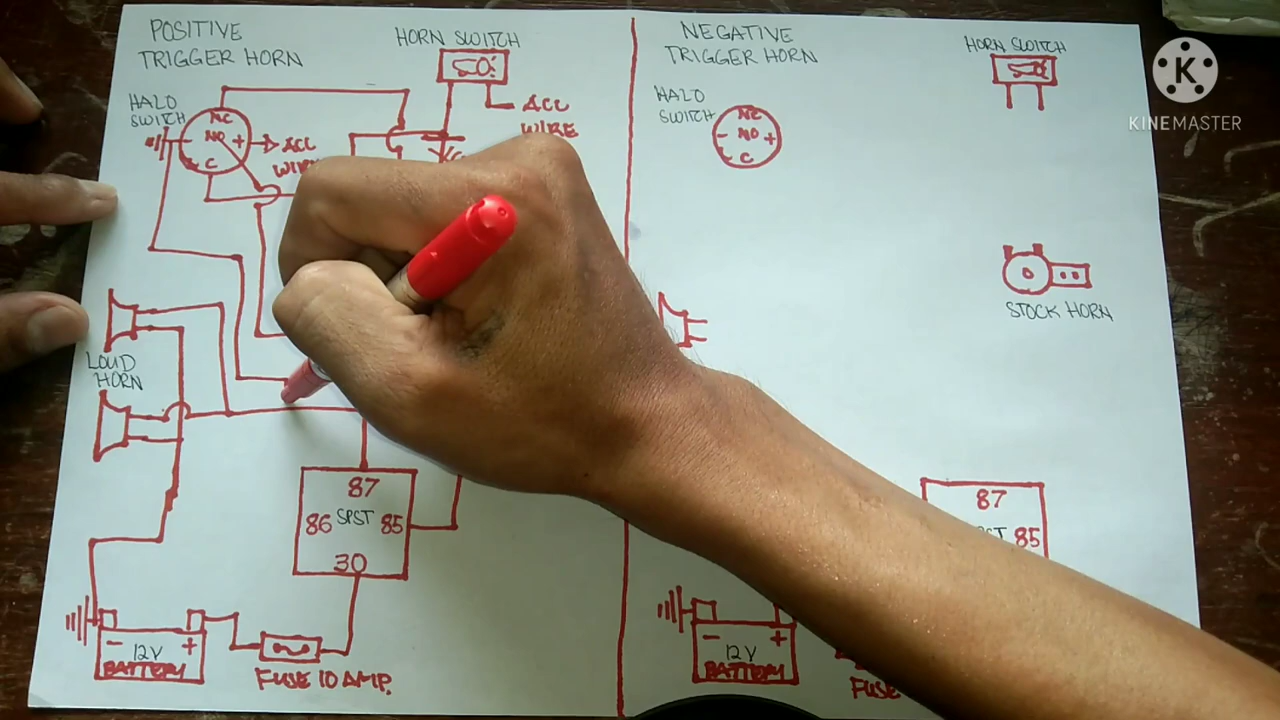 POSITIVE
TRIGGER HORN
HORN SWITCH
ACC
WIRE
HALO
SWITCH
NC
NO
- +
C
ACC
LOUD
HORN
87
86 SPST 85
30
- +
12V
BATTERY
FUSE 10 AMP.
NEGATIVE
TRIGGER HORN
HORN SWITCH
HALO
SWITCH
NC
- NO +
C
STOCK HORN
87
85
- +
12V
BATTERY
FUSE
K
KINEMASTER